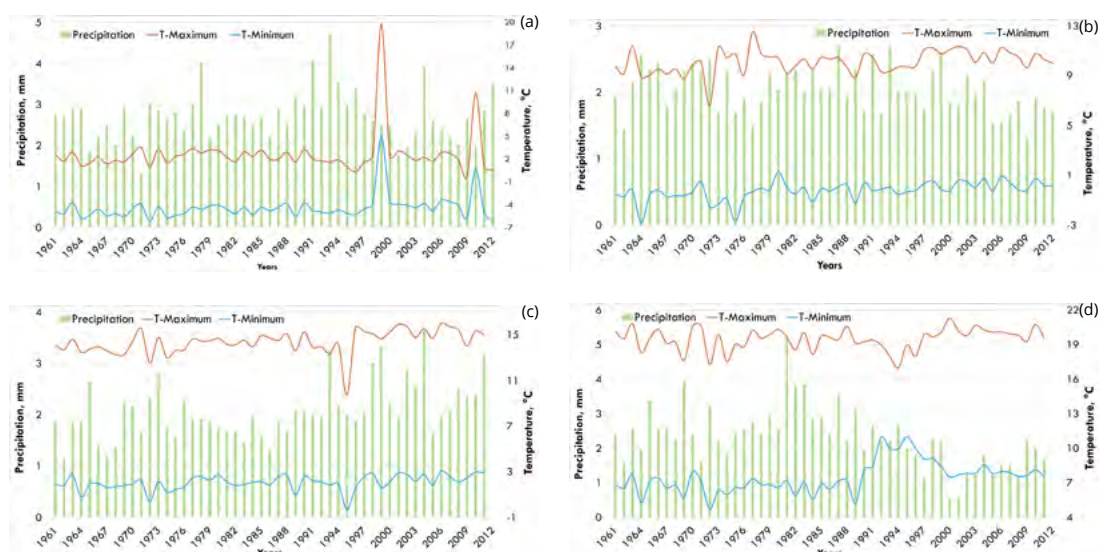 (a)
Precipitation T-Maximum T-Minimum
Precipitation, mm
5
4
3
2
1
0
20
17
14
11
8
5
2
-1
-4
-7
Temperature, °C
1961 1964 1967 1970 1973 1976 1979 1982 1985 1988 1991 1994 1997 2000 2003 2006 2009 2012
Years
(b)
Precipitation T-Maximum T-Minimum
Precipitation, mm
3
2
1
0
13
9
5
1
-3
Temperature, °C
1961 1964 1967 1970 1973 1976 1979 1982 1985 1988 1991 1994 1997 2000 2003 2006 2009 2012
Years
(c)
Precipitation T-Maximum T-Minimum
Precipitation, mm
4
3
2
1
0
15
11
7
3
-1
Temperature, °C
1961 1964 1967 1970 1973 1976 1979 1982 1985 1988 1991 1994 1997 2000 2003 2006 2009 2012
Years
(d)
Precipitation T-Maximum T-Minimum
Precipitation, mm
6
5
4
3
2
1
0
22
19
16
13
10
7
4
Temperature, °C
1961 1964 1967 1970 1973 1976 1979 1982 1985 1988 1991 1994 1997 2000 2003 2006 2009 2012
Years